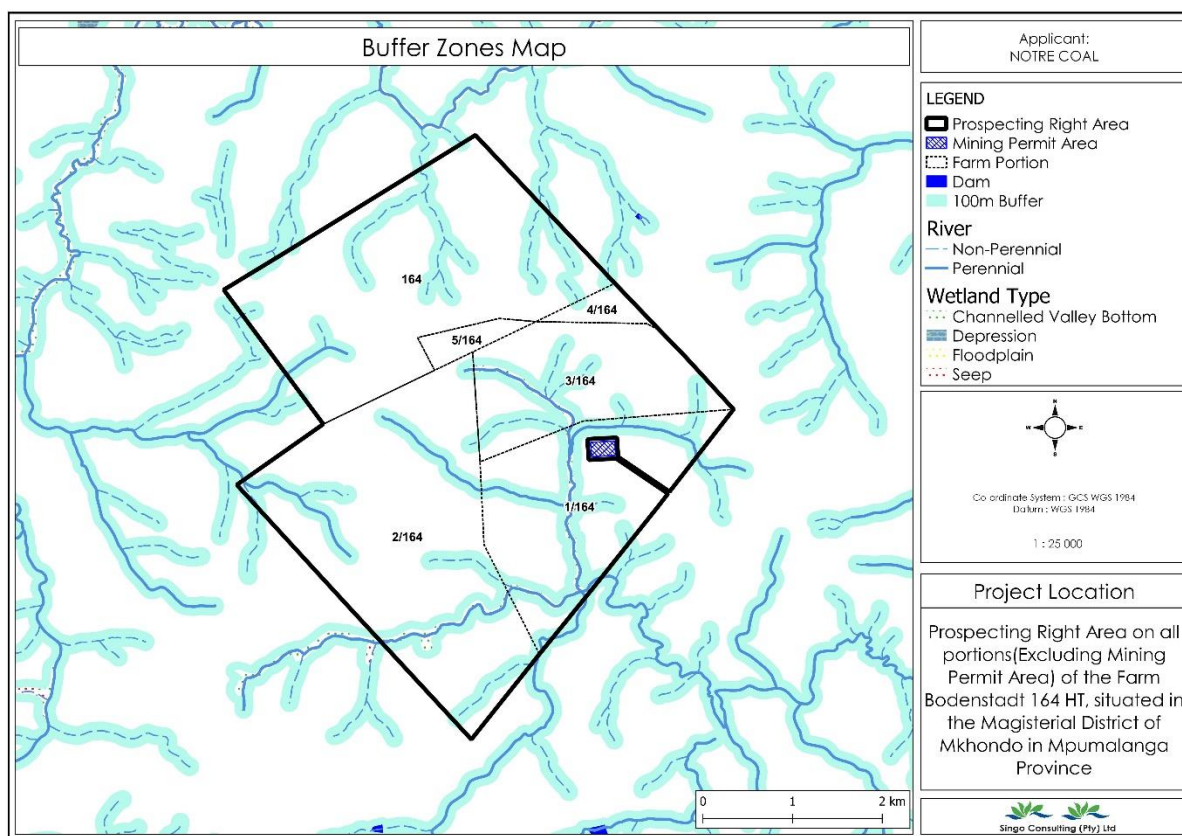 Buffer Zones Map
164
4/164
5/164
3/164
1/164
2/164
0 1 2 km
Applicant:
NOTRE COAL
LEGEND
Prospecting Right Area
Mining Permit Area
Farm Portion
Dam
100m Buffer
River
Non-Perennial
Perennial
Wetland Type
Channelled Valley Bottom
Depression
Floodplain
Seep
N
W E
S
Co ordinate System : GCS WGS 1984
Datum : WGS 1984
1 : 25 000
Project Location
Prospecting Right Area on all
portions(Excluding Mining
Permit Area) of the Farm
Bodenstadt 164 HT, situated in
the Magisterial District of
Mkhondo in Mpumalanga
Province
Singo Consulting (Pty) Ltd